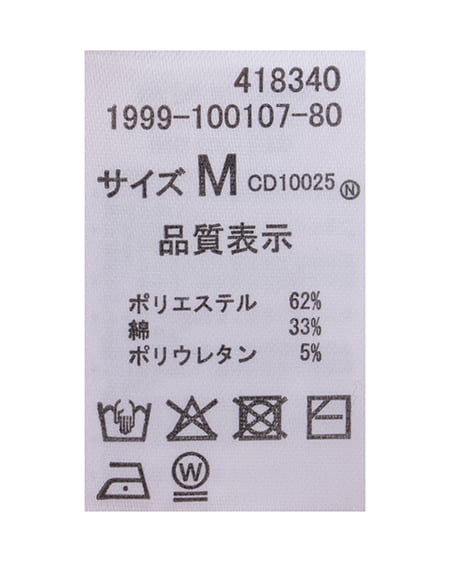 418340
1999-100107-80
サイズ M CD10025 Ⓝ
品質表示
ポリエステル 62%
綿 33%
ポリウレタン 5%
W